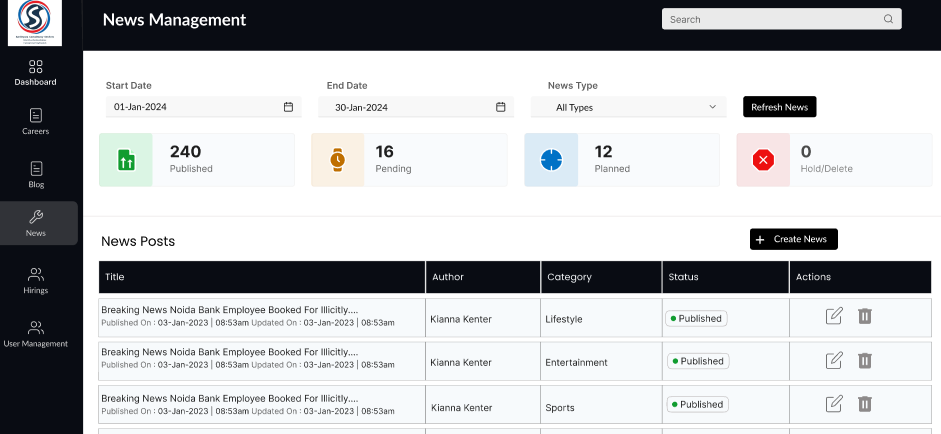 News Management
Search
Dashboard
Careers
Blog
News
Hirings
User Management
Start Date
End Date
News Type
01-Jan-2024
30-Jan-2024
All Types
Refresh News
240
Published
16
Pending
12
Planned
0
Hold/Delete
News Posts
+ Create News
Title Author Category Status Actions
Breaking News Noida Bank Employee Booked For Illicitly....
Published On : 03-Jan-2023 | 08:53am Updated On : 03-Jan-2023 | 08:53am
Kianna Kenter Lifestyle Published
Breaking News Noida Bank Employee Booked For Illicitly....
Published On : 03-Jan-2023 | 08:53am Updated On : 03-Jan-2023 | 08:53am
Kianna Kenter Entertainment Published
Breaking News Noida Bank Employee Booked For Illicitly....
Published On : 03-Jan-2023 | 08:53am Updated On : 03-Jan-2023 | 08:53am
Kianna Kenter Sports Published